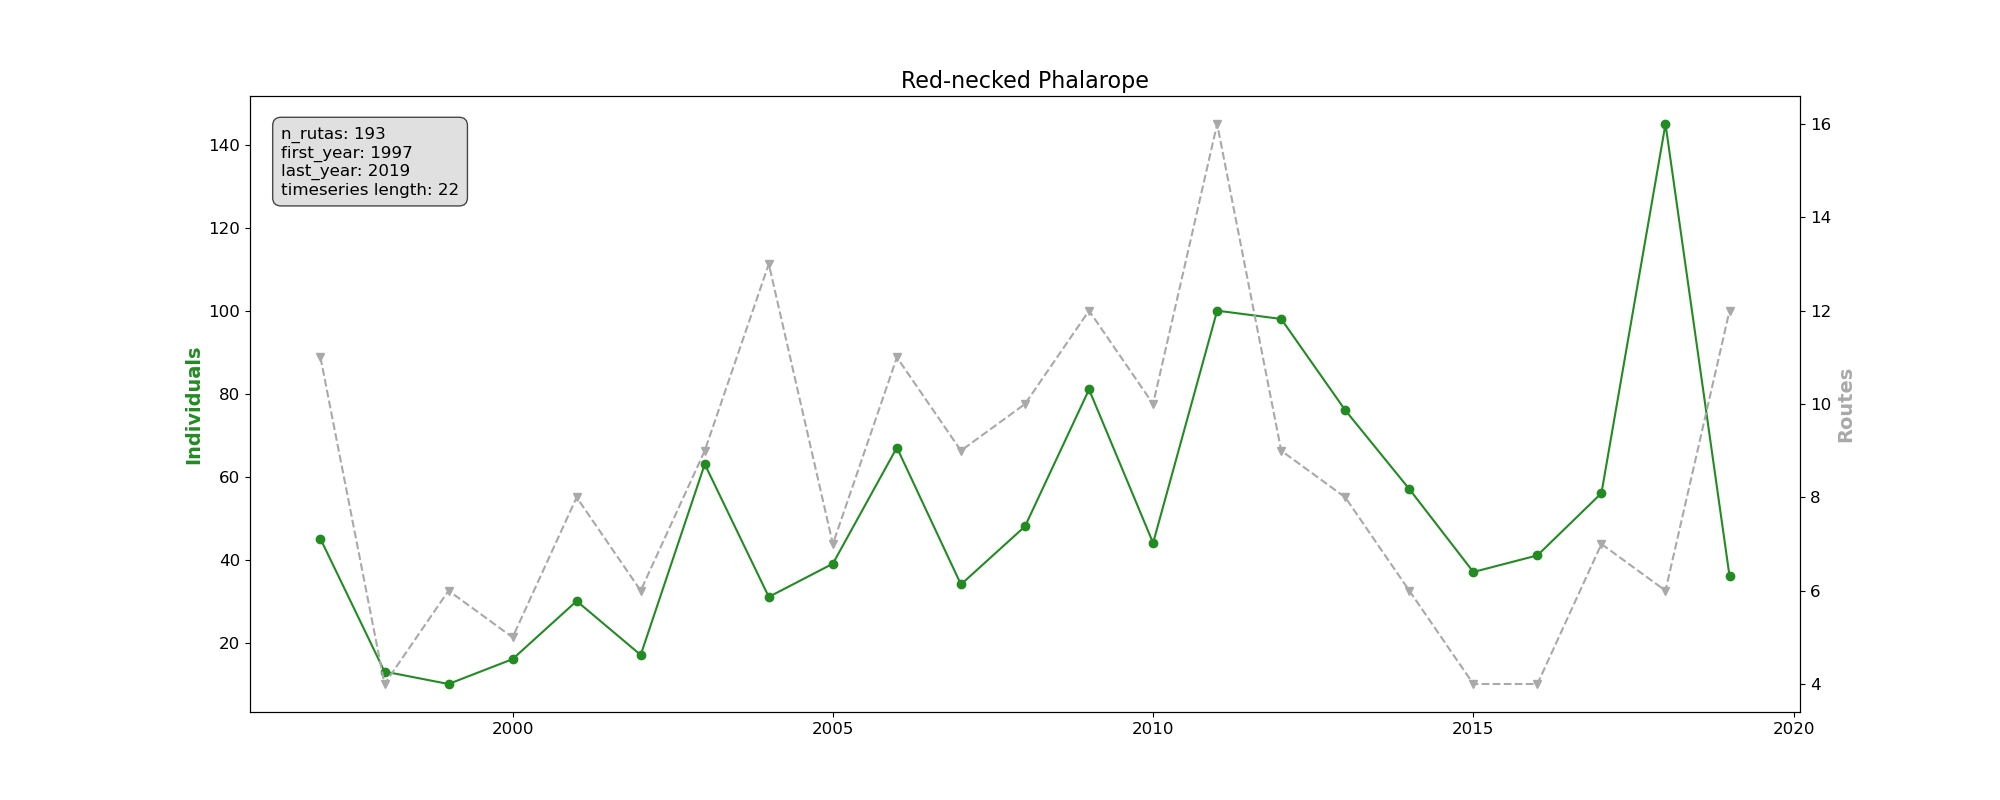 Red-necked Phalarope
n_rutas: 193
first_year: 1997
last_year: 2019
timeseries length: 22
Individuals
140
120
100
80
60
40
20
16
14
12
10
8
6
4
Routes
2000
2005
2010
2015
2020